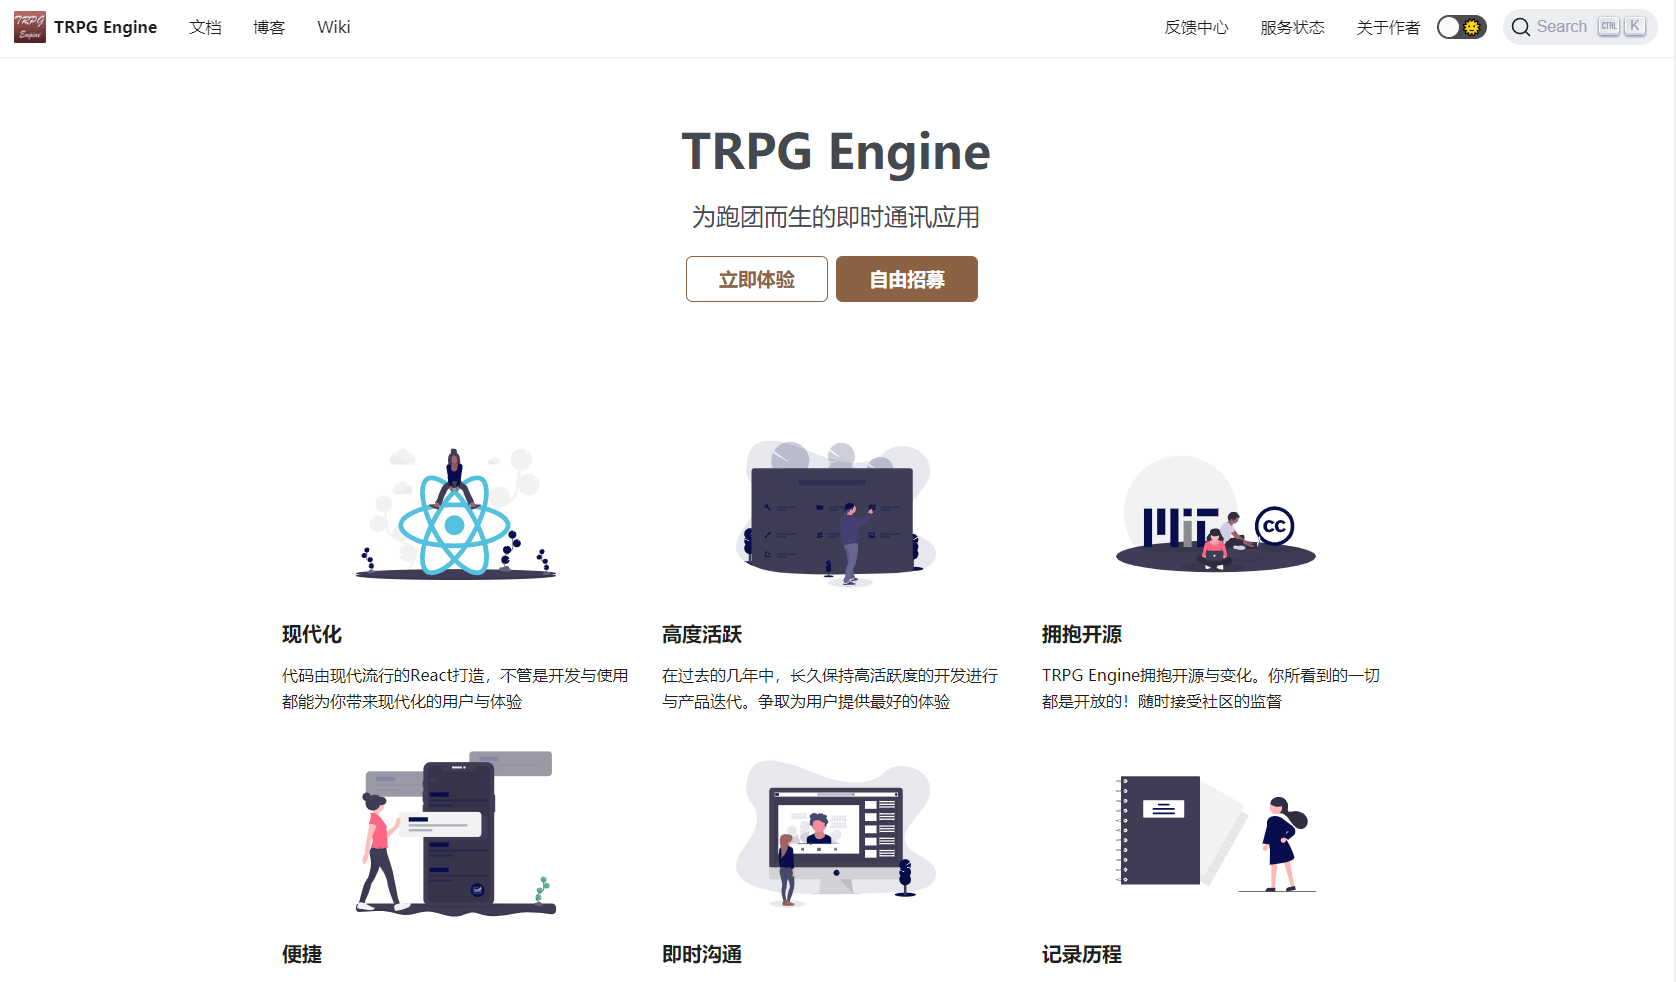 TRPG Engine
TRPG Engine 文档 博客 Wiki 反馈中心 服务状态 关于作者 Search CTRL K
TRPG Engine
为跑团而生的即时通讯应用
立即体验 自由招募
MIT CC
现代化 高度活跃 拥抱开源
代码由现代流行的React打造，不管是开发与使用
都能为你带来现代化的用户与体验
在过去的几年中，长久保持高活跃度的开发进行
与产品迭代。争取为用户提供最好的体验
TRPG Engine拥抱开源与变化。你所看到的一切
都是开放的！随时接受社区的监督
便捷 即时沟通 记录历程